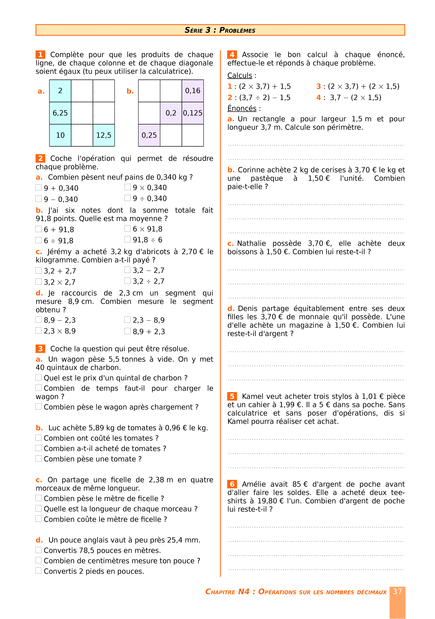 SÉRIE 3 : PROBLÈMES
1 Complète pour que les produits de chaque
ligne, de chaque colonne et de chaque diagonale
soient égaux (tu peux utiliser la calculatrice).
a. 2
6,25
10 12,5
b. 0,16
0,2 0,125
0,25
2 Coche l'opération qui permet de résoudre
chaque problème.
a. Combien pèsent neuf pains de 0,340 kg ?
9 + 0,340 9 × 0,340
9 − 0,340 9 ÷ 0,340
b. J'ai six notes dont la somme totale fait
91,8 points. Quelle est ma moyenne ?
6 + 91,8 6 × 91,8
6 ÷ 91,8 91,8 ÷ 6
c. Jérémy a acheté 3,2 kg d'abricots à 2,70 € le
kilogramme. Combien a-t-il payé ?
3,2 + 2,7 3,2 − 2,7
3,2 × 2,7 3,2 ÷ 2,7
d. Je raccourcis de 2,3 cm un segment qui
mesure 8,9 cm. Combien mesure le segment
obtenu ?
8,9 − 2,3 2,3 − 8,9
2,3 × 8,9 8,9 + 2,3
3 Coche la question qui peut être résolue.
a. Un wagon pèse 5,5 tonnes à vide. On y met
40 quintaux de charbon.
Quel est le prix d'un quintal de charbon ?
Combien de temps faut-il pour charger le
wagon ?
Combien pèse le wagon après chargement ?
b. Luc achète 5,89 kg de tomates à 0,96 € le kg.
Combien ont coûté les tomates ?
Combien a-t-il acheté de tomates ?
Combien pèse une tomate ?
c. On partage une ficelle de 2,38 m en quatre
morceaux de même longueur.
Combien pèse le mètre de ficelle ?
Quelle est la longueur de chaque morceau ?
Combien coûte le mètre de ficelle ?
d. Un pouce anglais vaut à peu près 25,4 mm.
Convertis 78,5 pouces en mètres.
Combien de centimètres mesure ton pouce ?
Convertis 2 pieds en pouces.
4 Associe le bon calcul à chaque énoncé,
effectue-le et réponds à chaque problème.
Calculs :
1 : (2 × 3,7) + 1,5 3 : (2 × 3,7) + (2 × 1,5)
2 : (3,7 ÷ 2) − 1,5 4 : 3,7 − (2 × 1,5)
Énoncés :
a. Un rectangle a pour largeur 1,5 m et pour
longueur 3,7 m. Calcule son périmètre.
b. Corinne achète 2 kg de cerises à 3,70 € le kg et
une pastèque à 1,50 € l'unité. Combien
paie-t-elle ?
c. Nathalie possède 3,70 €, elle achète deux
boissons à 1,50 €. Combien lui reste-t-il ?
d. Denis partage équitablement entre ses deux
filles les 3,70 € de monnaie qu'il possède. L'une
d'elle achète un magazine à 1,50 €. Combien lui
reste-t-il d'argent ?
5 Kamel veut acheter trois stylos à 1,01 € pièce
et un cahier à 1,99 €. Il a 5 € dans sa poche. Sans
calculatrice et sans poser d'opérations, dis si
Kamel pourra réaliser cet achat.
6 Amélie avait 85 € d'argent de poche avant
d'aller faire les soldes. Elle a acheté deux tee-
shirts à 19,80 € l'un. Combien d'argent de poche
lui reste-t-il ?
CHAPITRE N4 : OPÉRATIONS SUR LES NOMBRES DÉCIMAUX 37